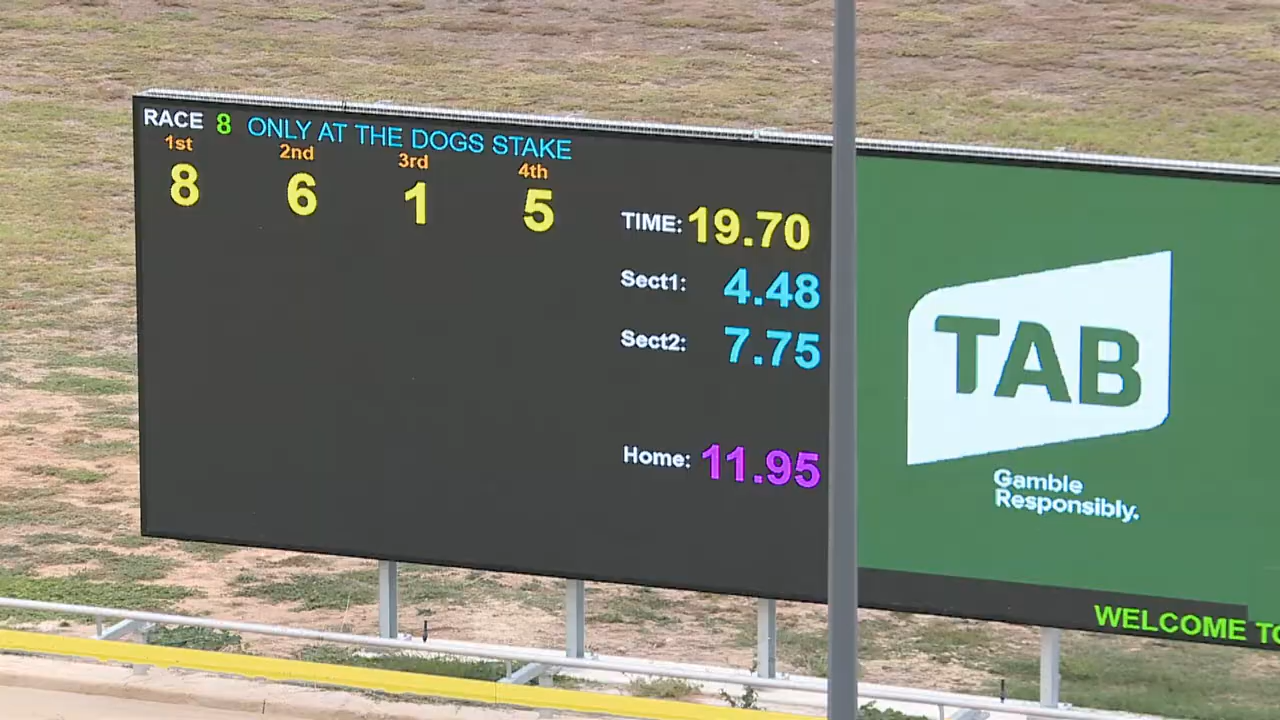 RACE 8 ONLY AT THE DOGS STAKE
1st 2nd 3rd 4th
8 6 1 5
TIME: 19.70
Sect1: 4.48
Sect2: 7.75
Home: 11.95
TAB
Gamble
Responsibly.
WELCOME TO